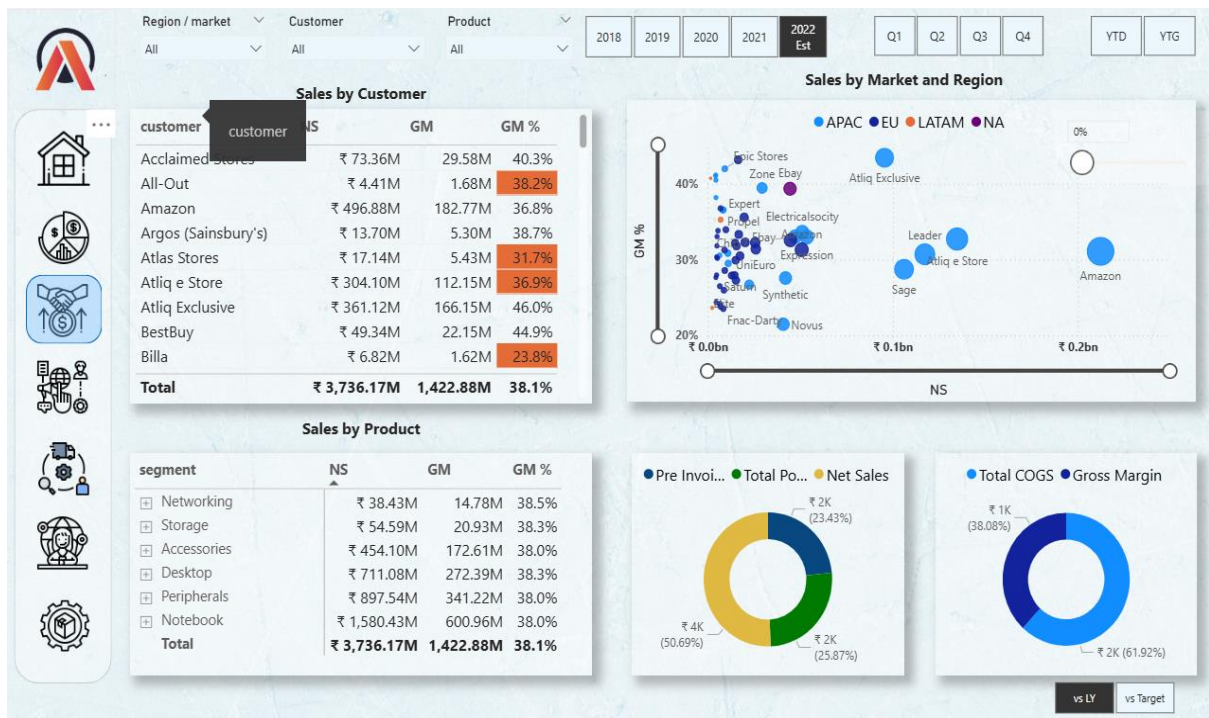 Region / market
Customer
Product
All
All
All
2018
2019
2020
2021
2022
Est
Q1
Q2
Q3
Q4
YTD
YTG
Sales by Customer
customer NS GM GM %
customer
Acclaimed Stores ₹ 73.36M 29.58M 40.3%
All-Out ₹ 4.41M 1.68M 38.2%
Amazon ₹ 496.88M 182.77M 36.8%
Argos (Sainsbury's) ₹ 13.70M 5.30M 38.7%
Atlas Stores ₹ 17.14M 5.43M 31.7%
Atliq e Store ₹ 304.10M 112.15M 36.9%
Atliq Exclusive ₹ 361.12M 166.15M 46.0%
BestBuy ₹ 49.34M 22.15M 44.9%
Billa ₹ 6.82M 1.62M 23.8%
Total ₹ 3,736.17M 1,422.88M 38.1%
Sales by Market and Region
APAC EU LATAM NA
0%
GM %
40%
30%
20%
Epic Stores
Zone Ebay
Atliq Exclusive
Expert
Propel Electricalsocity
Ebay Amazon
Expression
UniEuro
Leader
Atliq e Store
Amazon
Sage
Saturn
Synthetic
Fnac-Darty
Novus
₹ 0.0bn
₹ 0.1bn
₹ 0.2bn
NS
Sales by Product
segment NS GM GM %
Networking ₹ 38.43M 14.78M 38.5%
Storage ₹ 54.59M 20.93M 38.3%
Accessories ₹ 454.10M 172.61M 38.0%
Desktop ₹ 711.08M 272.39M 38.3%
Peripherals ₹ 897.54M 341.22M 38.0%
Notebook ₹ 1,580.43M 600.96M 38.0%
Total ₹ 3,736.17M 1,422.88M 38.1%
Pre Invoi... Total Po... Net Sales
₹ 2K
(23.43%)
₹ 4K
(50.69%)
₹ 2K
(25.87%)
Total COGS Gross Margin
₹ 1K
(38.08%)
₹ 2K (61.92%)
vs LY
vs Target